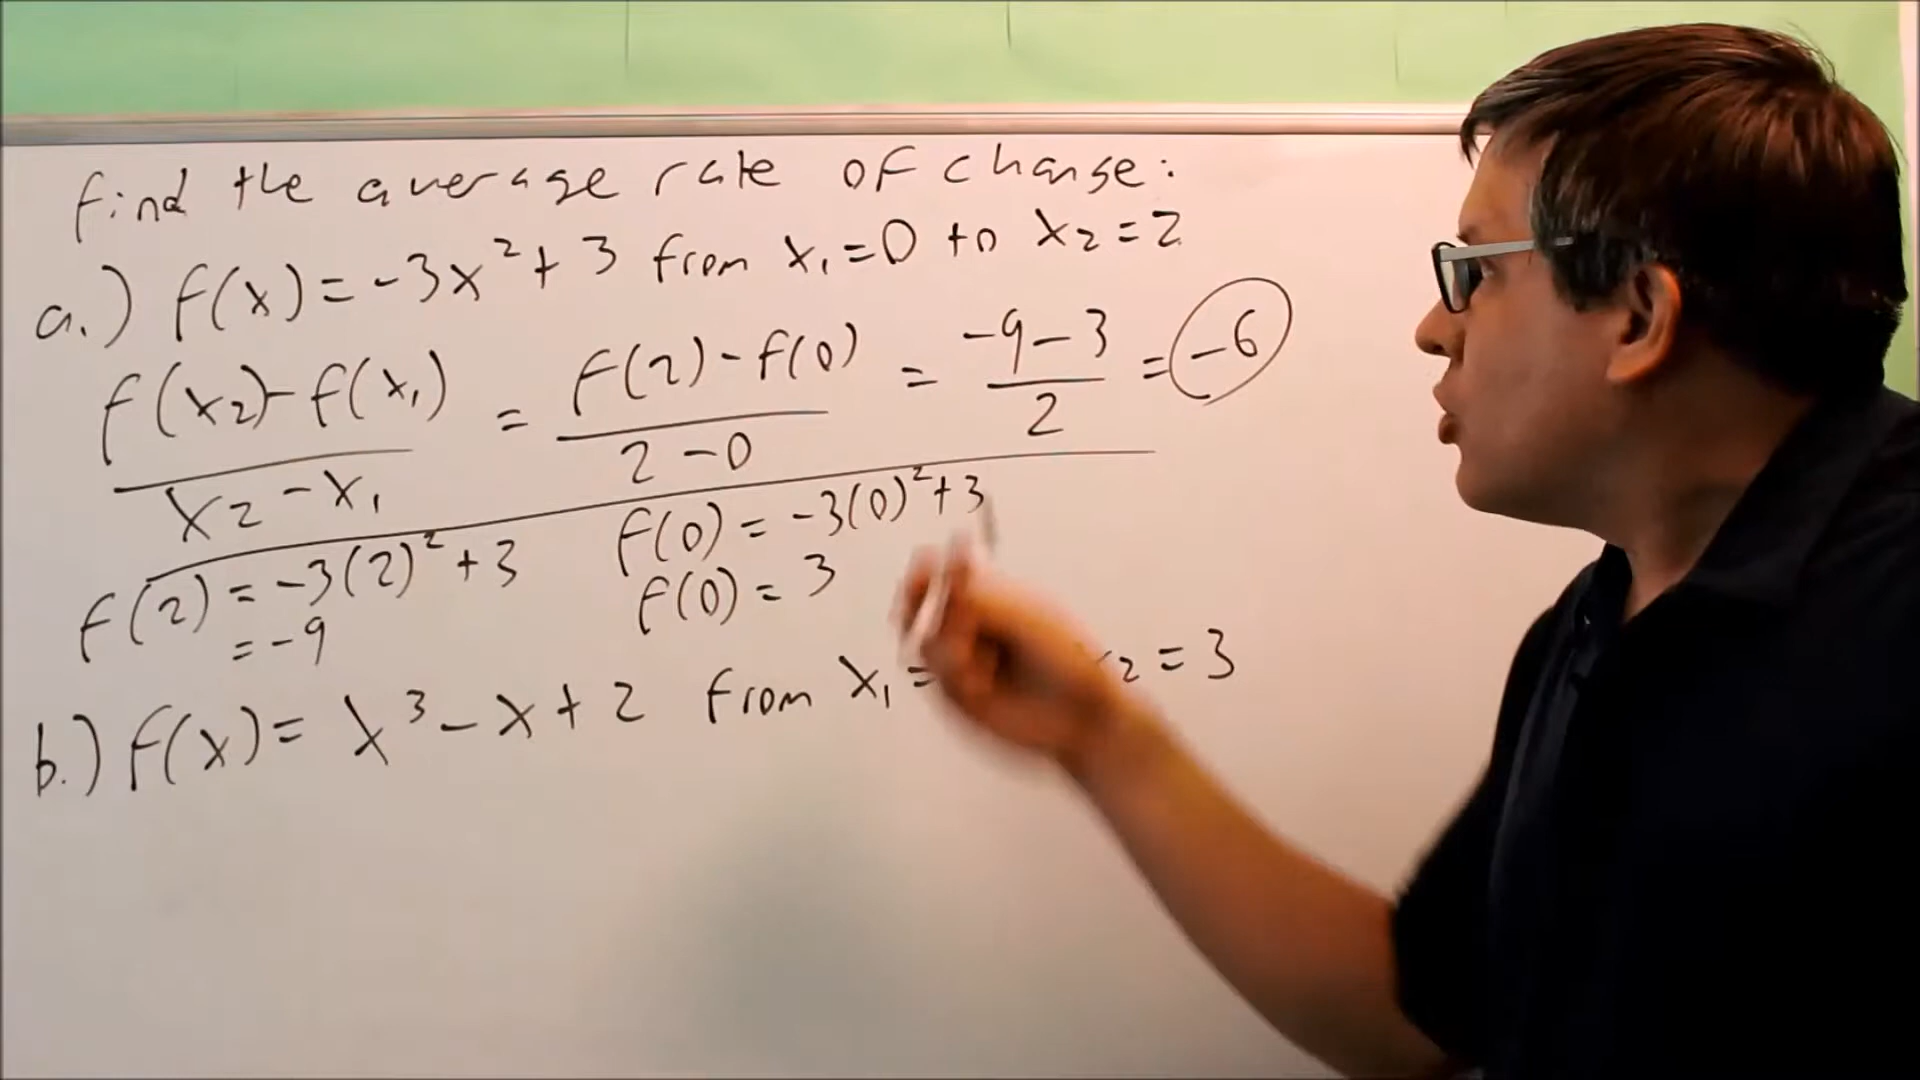 Find the average rate of change:
a.) f(x) = -3x² + 3 from x₁ = 0 to x₂ = 2
f(x₂) - f(x₁) / x₂ - x₁ = f(2) - f(0) / 2 - 0 = -9 - 3 / 2 = -6
f(2) = -3(2)² + 3
= -9
f(0) = -3(0)² + 3
f(0) = 3
b.) f(x) = x³ - x + 2 from x₁ = x₂ = 3